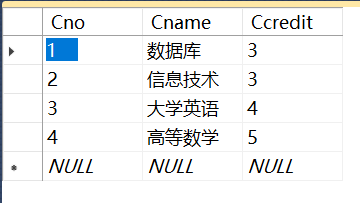 Cno Cname Ccredit
1 数据库 3
2 信息技术 3
3 大学英语 4
4 高等数学 5
NULL NULL NULL